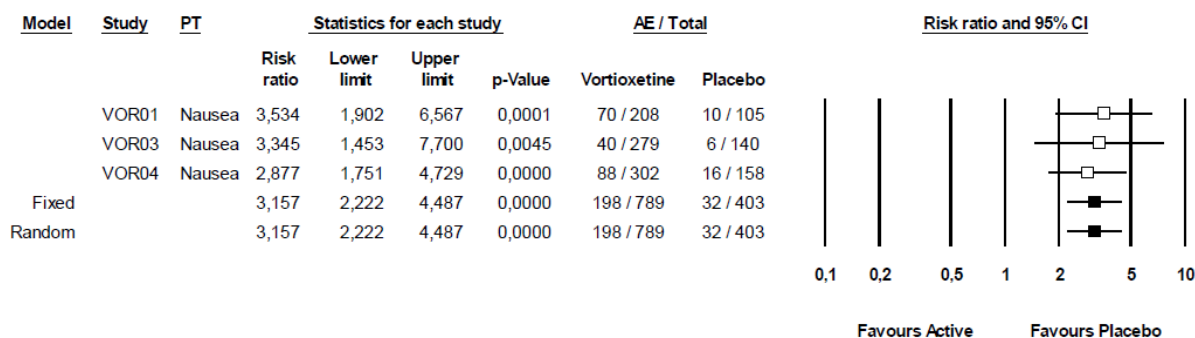 Model Study PT Statistics for each study AE / Total Risk ratio and 95% CI
Risk ratio Lower limit Upper limit p-Value Vortioxetine Placebo
VOR01 Nausea 3,534 1,902 6,567 0,0001 70 / 208 10 / 105
VOR03 Nausea 3,345 1,453 7,700 0,0045 40 / 279 6 / 140
VOR04 Nausea 2,877 1,751 4,729 0,0000 88 / 302 16 / 158
Fixed 3,157 2,222 4,487 0,0000 198 / 789 32 / 403
Random 3,157 2,222 4,487 0,0000 198 / 789 32 / 403
0,1 0,2 0,5 1 2 5 10
Favours Active Favours Placebo